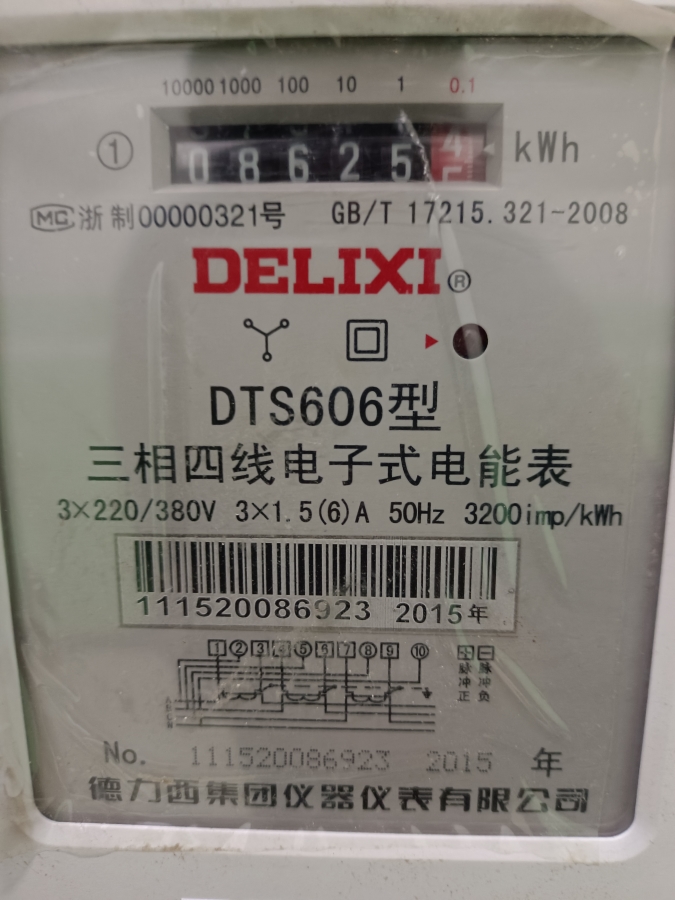 10000 1000 100 10 1 0.1
① 0 8 6 2 5 4 kWh
MC 浙制00000321号 GB/T 17215.321-2008
DELIXI®
DTS606型
三相四线电子式电能表
3×220/380V 3×1.5(6)A 50Hz 3200imp/kWh
111520086923 2015年
1 2 3 4 5 6 7 8 9 10 + −
脉冲正 脉冲负
No. 111520086923 2015 年
德力西集团仪器仪表有限公司